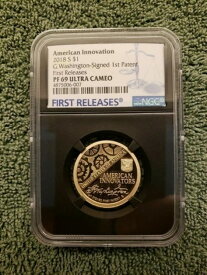 American Innovation
2018 S $1
G.Washington-Signed 1st Patent
First Releases
PF 69 ULTRA CAMEO
4875006-007
FIRST RELEASES
NGC
AMERICAN
INNOVATORS